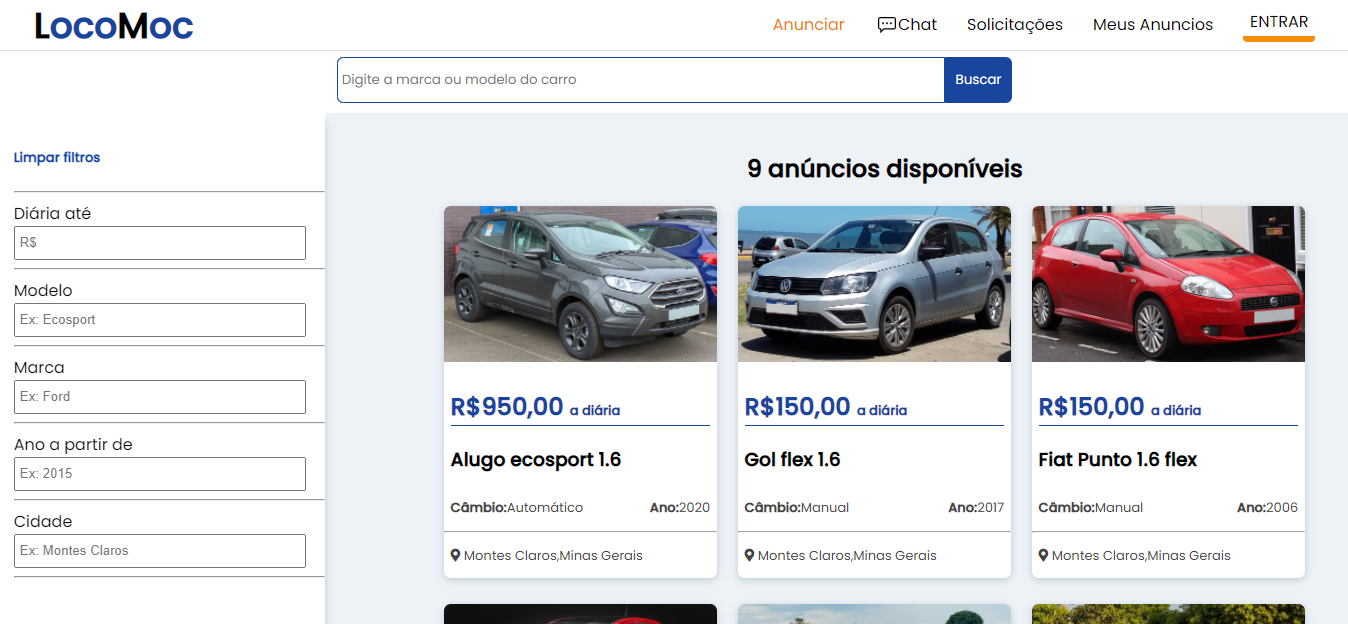 LocoMoc
Anunciar Chat Solicitações Meus Anuncios ENTRAR
Digite a marca ou modelo do carro Buscar
Limpar filtros
9 anúncios disponíveis
Diária até
R$
Modelo
Ex: Ecosport
Marca
Ex: Ford
Ano a partir de
Ex: 2015
Cidade
Ex: Montes Claros
R$950,00 a diária
Alugo ecosport 1.6
Câmbio:Automático Ano:2020
Montes Claros,Minas Gerais
R$150,00 a diária
Gol flex 1.6
Câmbio:Manual Ano:2017
Montes Claros,Minas Gerais
R$150,00 a diária
Fiat Punto 1.6 flex
Câmbio:Manual Ano:2006
Montes Claros,Minas Gerais